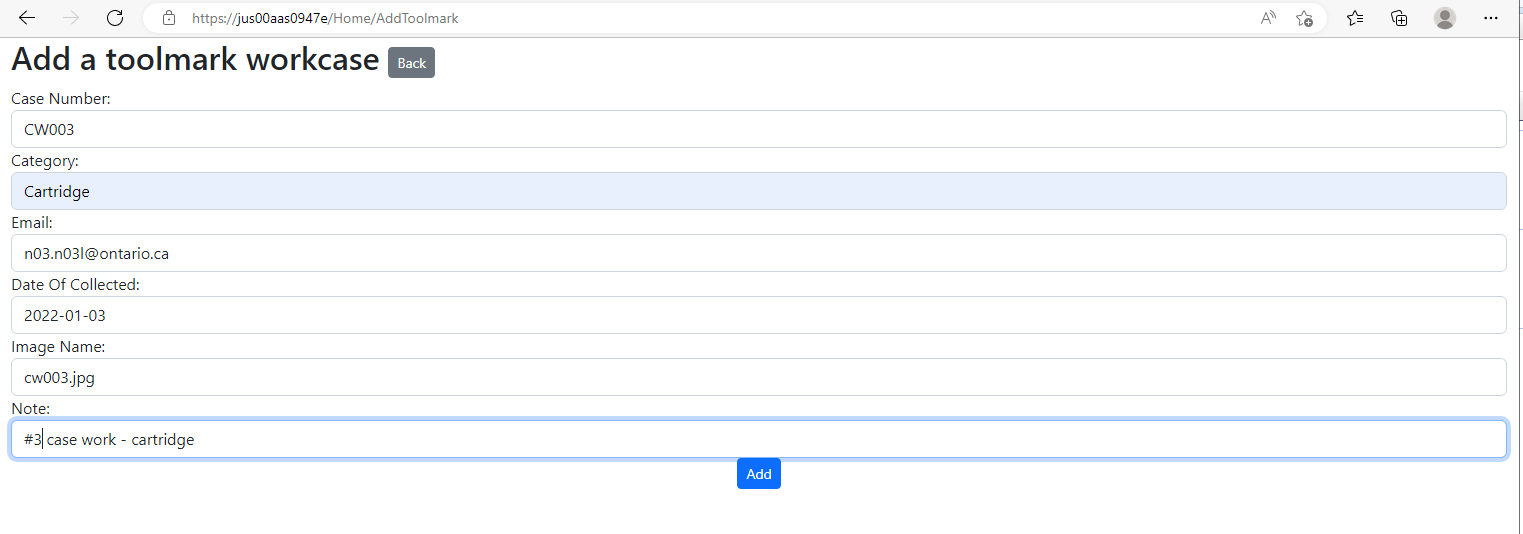 https://jus00aas0947e/Home/AddToolmark
Add a toolmark workcase Back
Case Number:
CW003
Category:
Cartridge
Email:
n03.n03l@ontario.ca
Date Of Collected:
2022-01-03
Image Name:
cw003.jpg
Note:
#3 case work - cartridge
Add